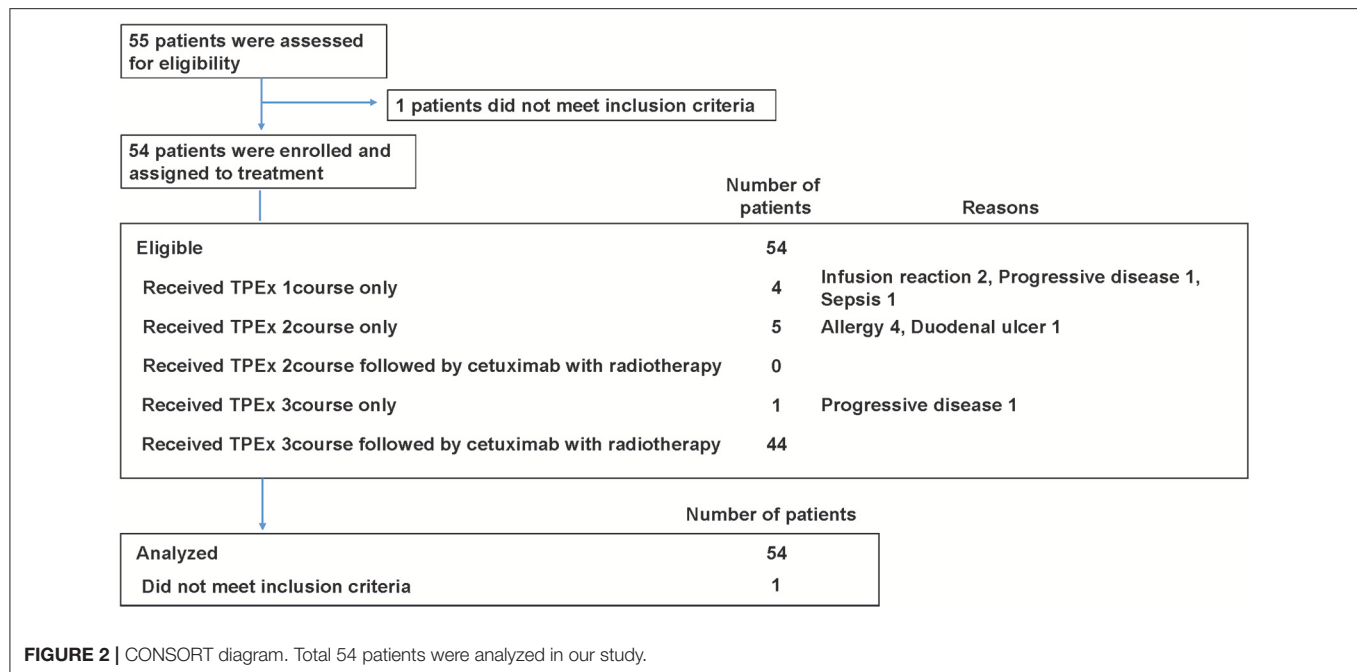 55 patients were assessed
for eligibility
1 patients did not meet inclusion criteria
54 patients were enrolled and
assigned to treatment
Number of
patients Reasons
Eligible 54
Received TPEx 1course only 4 Infusion reaction 2, Progressive disease 1,
Sepsis 1
Received TPEx 2course only 5 Allergy 4, Duodenal ulcer 1
Received TPEx 2course followed by cetuximab with radiotherapy 0
Received TPEx 3course only 1 Progressive disease 1
Received TPEx 3course followed by cetuximab with radiotherapy 44
Number of patients
Analyzed 54
Did not meet inclusion criteria 1
FIGURE 2 | CONSORT diagram. Total 54 patients were analyzed in our study.